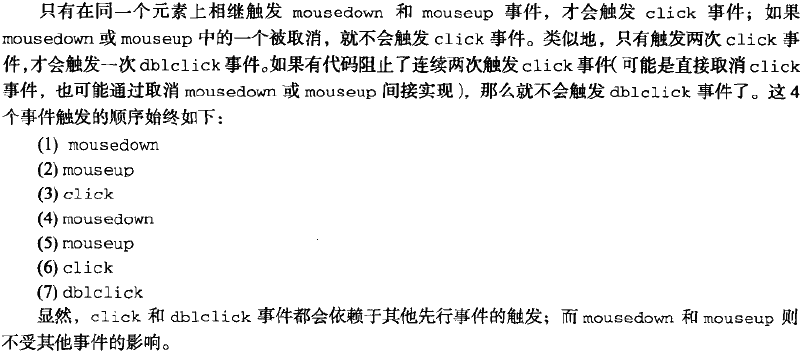 只有在同一个元素上相继触发 mousedown 和 mouseup 事件，才会触发 click 事件；如果
mousedown 或 mouseup 中的一个被取消，就不会触发 click 事件。类似地，只有触发两次 click 事
件，才会触发一次 dblclick 事件。如果有代码阻止了连续两次触发 click 事件（可能是直接取消 click
事件，也可能通过取消 mousedown 或 mouseup 间接实现），那么就不会触发 dblclick 事件了。这 4
个事件触发的顺序始终如下：
(1) mousedown
(2) mouseup
(3) click
(4) mousedown
(5) mouseup
(6) click
(7) dblclick
显然，click 和 dblclick 事件都会依赖于其他先行事件的触发；而 mousedown 和 mouseup 则
不受其他事件的影响。